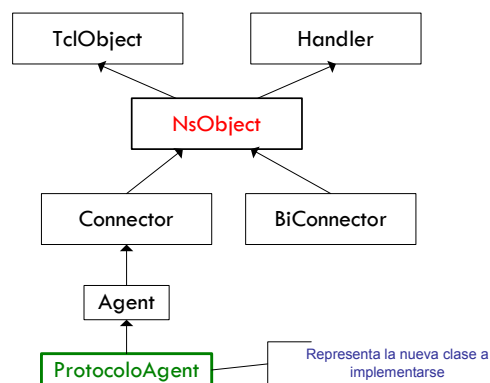 TclObject
Handler
NsObject
Connector
BiConnector
Agent
ProtocoloAgent
Representa la nueva clase a
implementarse